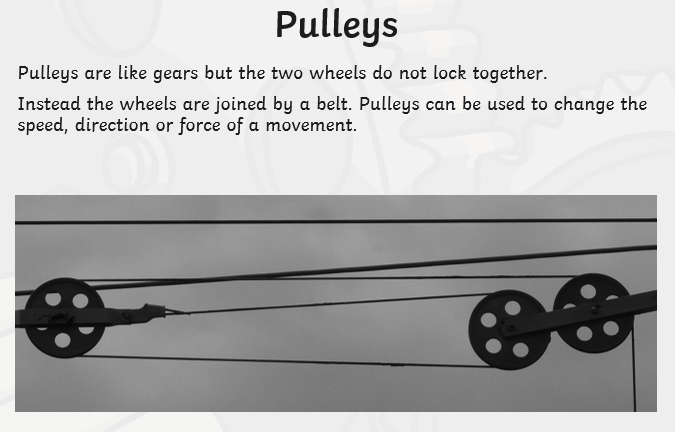 Pulleys
Pulleys are like gears but the two wheels do not lock together.
Instead the wheels are joined by a belt. Pulleys can be used to change the
speed, direction or force of a movement.